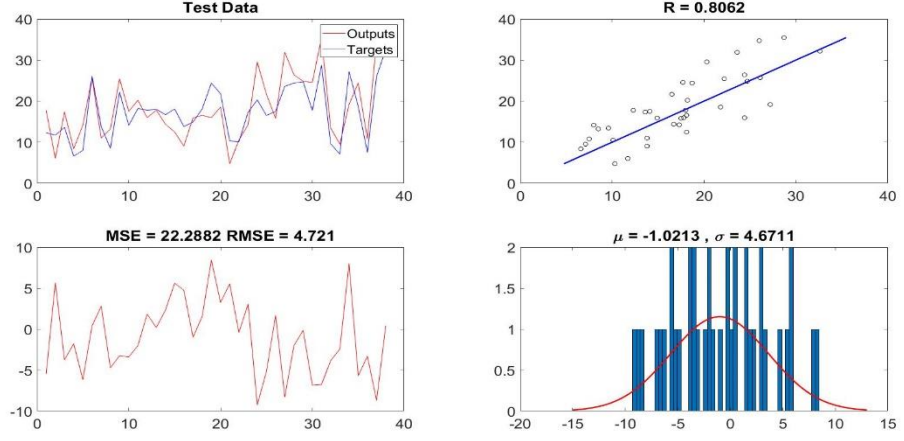 Test Data
40
30
20
10
0
0 10 20 30 40
Outputs
Targets
R = 0.8062
40
30
20
10
0
0 10 20 30 40
MSE = 22.2882 RMSE = 4.721
10
5
0
-5
-10
0 10 20 30 40
μ = -1.0213 , σ = 4.6711
2
1.5
1
0.5
0
-20 -15 -10 -5 0 5 10 15